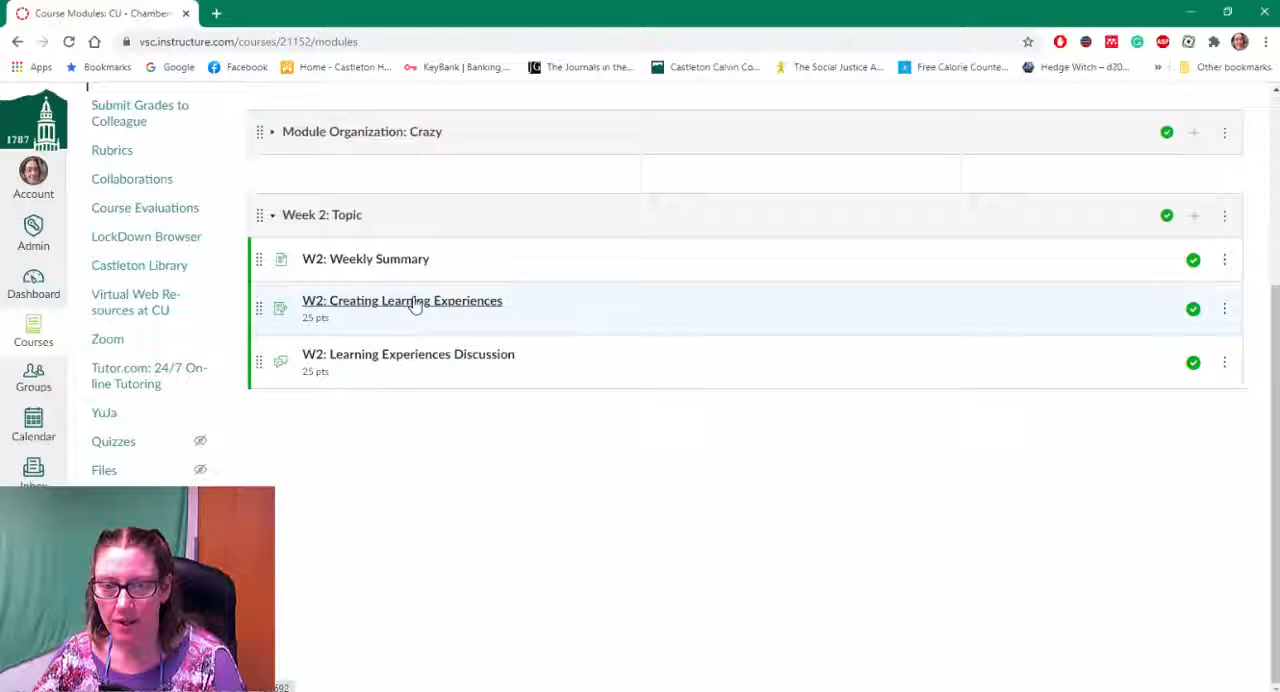 Course Modules: CU - Chamber
vsc.instructure.com/courses/21152/modules
Apps
Bookmarks
Google
Facebook
Home - Castleton H...
KeyBank | Banking,...
The Journals in the...
Castleton Calvin Co...
The Social Justice A...
Free Calorie Counte...
Hedge Witch – d20...
Other bookmarks
1787
Account
Admin
Dashboard
Courses
Groups
Calendar
Inbox
Submit Grades to
Colleague
Rubrics
Collaborations
Course Evaluations
LockDown Browser
Castleton Library
Virtual Web Re-
sources at CU
Zoom
Tutor.com: 24/7 On-
line Tutoring
YuJa
Quizzes
Files
Module Organization: Crazy
Week 2: Topic
W2: Weekly Summary
W2: Creating Learning Experiences
25 pts
W2: Learning Experiences Discussion
25 pts